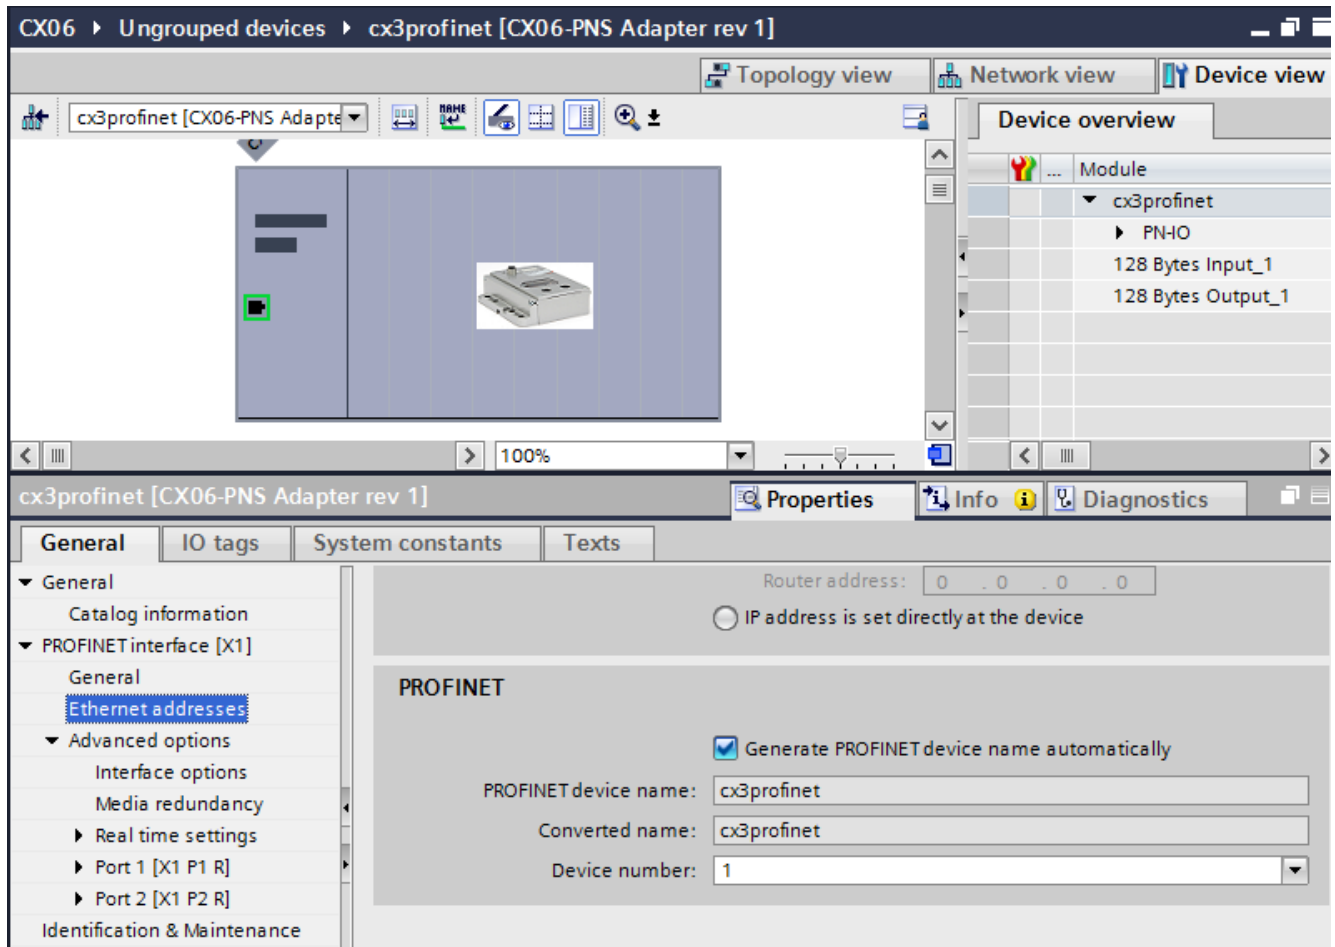 CX06 ▸ Ungrouped devices ▸ cx3profinet [CX06-PNS Adapter rev 1]
Topology view
Network view
Device view
cx3profinet [CX06-PNS Adapte
NAME
Device overview
... Module
cx3profinet
PN-IO
128 Bytes Input_1
128 Bytes Output_1
100%
cx3profinet [CX06-PNS Adapter rev 1]
Properties
Info
Diagnostics
General
IO tags
System constants
Texts
General
Catalog information
PROFINET interface [X1]
General
Ethernet addresses
Advanced options
Interface options
Media redundancy
Real time settings
Port 1 [X1 P1 R]
Port 2 [X1 P2 R]
Identification & Maintenance
Router address: 0 . 0 . 0 . 0
IP address is set directly at the device
PROFINET
Generate PROFINET device name automatically
PROFINET device name: cx3profinet
Converted name: cx3profinet
Device number: 1